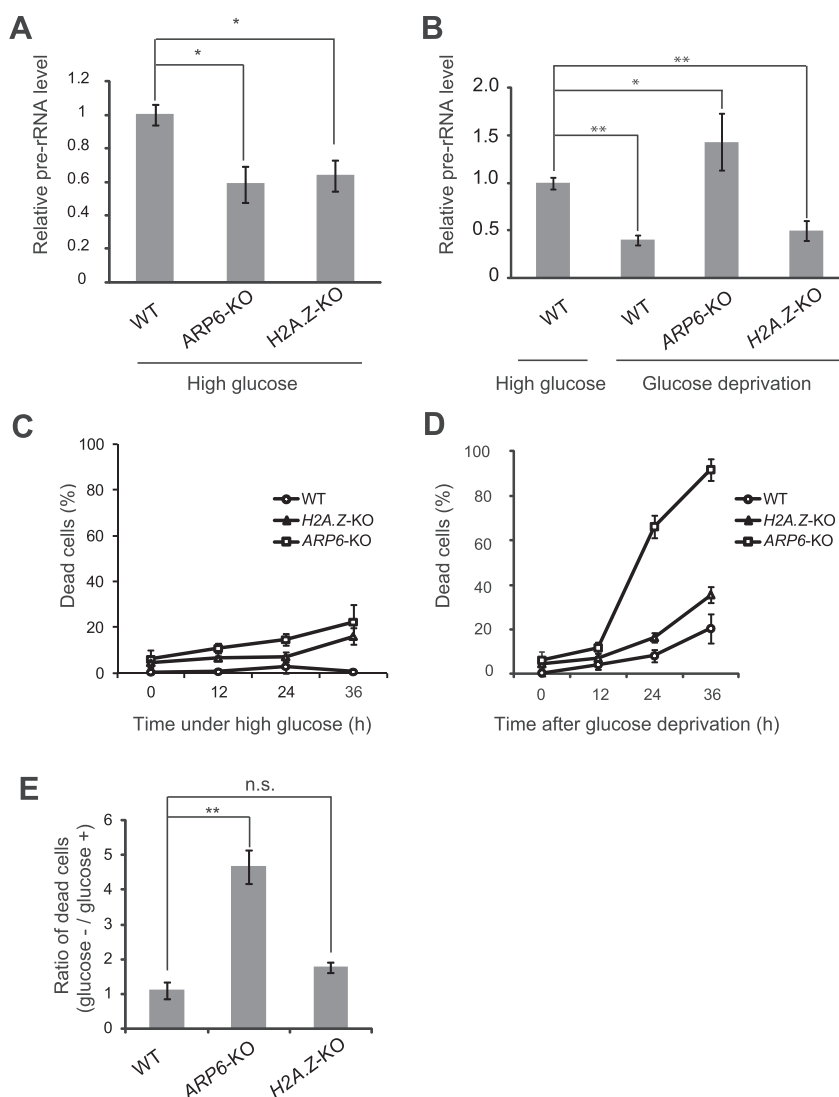 A
Relative pre-rRNA level
*
*
1.2
1
0.8
0.6
0.4
0.2
0
WT
ARP6-KO
H2A.Z-KO
High glucose
B
Relative pre-rRNA level
**
*
**
2.0
1.5
1.0
0.5
0
WT
WT
ARP6-KO
H2A.Z-KO
High glucose
Glucose deprivation
C
Dead cells (%)
100
80
60
40
20
0
WT
H2A.Z-KO
ARP6-KO
0
12
24
36
Time under high glucose (h)
D
Dead cells (%)
100
80
60
40
20
0
WT
H2A.Z-KO
ARP6-KO
0
12
24
36
Time after glucose deprivation (h)
E
Ratio of dead cells
(glucose - / glucose +)
n.s.
**
6
5
4
3
2
1
0
WT
ARP6-KO
H2A.Z-KO